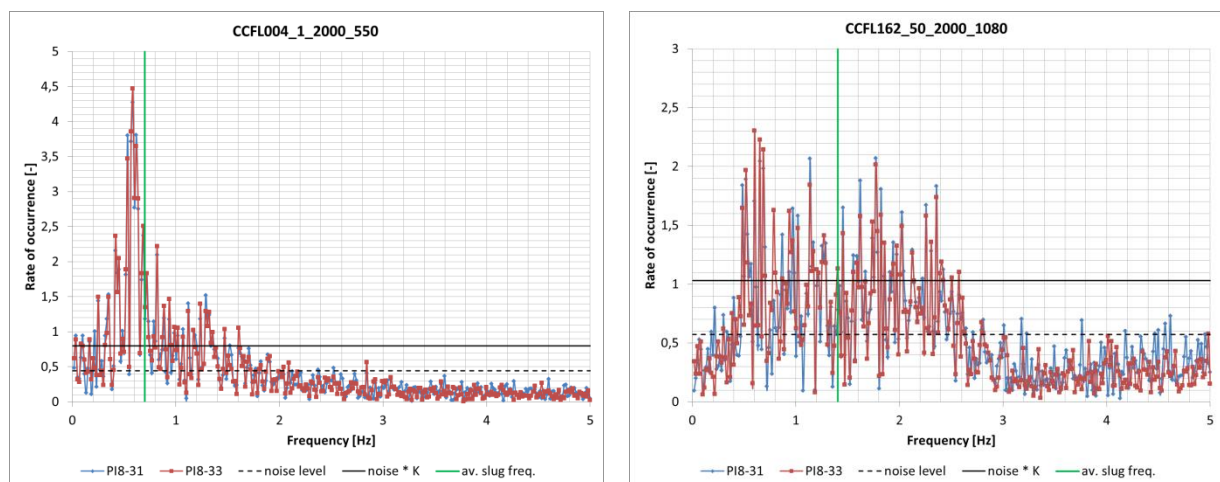 CCFL004_1_2000_550
5
4,5
4
3,5
3
2,5
2
1,5
1
0,5
0
Rate of occurrence [-]
0 1 2 3 4 5
Frequency [Hz]
PI8-31 PI8-33 noise level noise * K av. slug freq.
CCFL162_50_2000_1080
3
2,5
2
1,5
1
0,5
0
Rate of occurrence [-]
0 1 2 3 4 5
Frequency [Hz]
PI8-31 PI8-33 noise level noise * K av. slug freq.